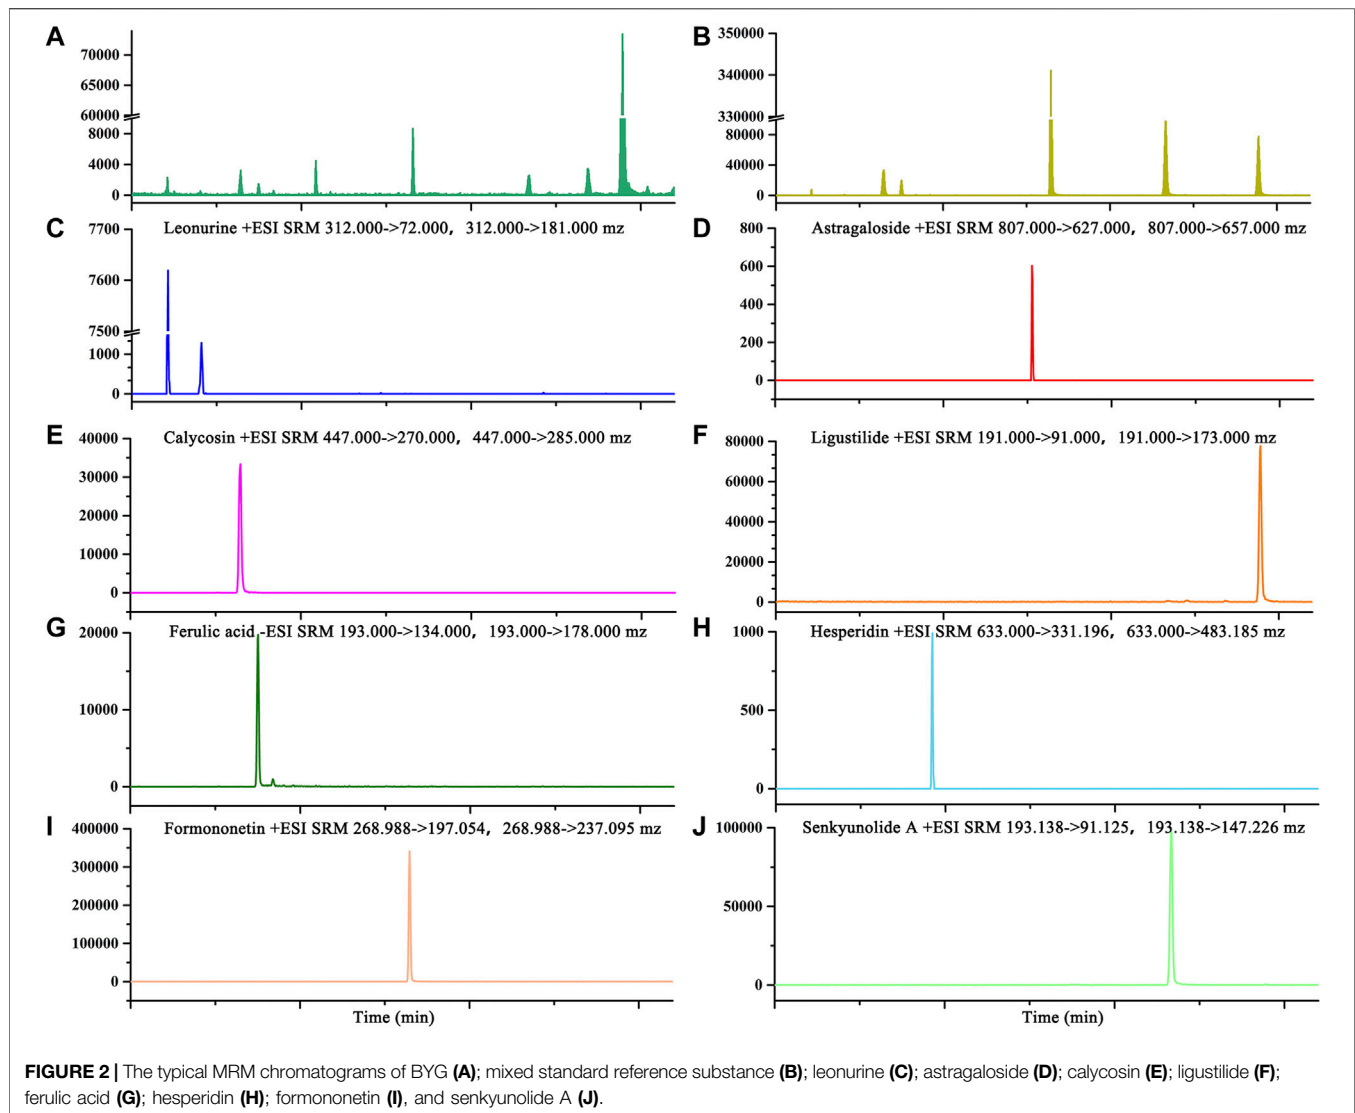 A
70000
65000
60000
8000
4000
0
B
350000
340000
330000
80000
40000
0
C
Leonurine +ESI SRM 312.000->72.000, 312.000->181.000 mz
7700
7600
7500
1000
0
D
Astragaloside +ESI SRM 807.000->627.000, 807.000->657.000 mz
800
600
400
200
0
E
Calycosin +ESI SRM 447.000->270.000, 447.000->285.000 mz
40000
30000
20000
10000
0
F
Ligustilide +ESI SRM 191.000->91.000, 191.000->173.000 mz
80000
60000
40000
20000
0
G
Ferulic acid -ESI SRM 193.000->134.000, 193.000->178.000 mz
20000
10000
0
H
Hesperidin +ESI SRM 633.000->331.196, 633.000->483.185 mz
1000
500
0
I
Formononetin +ESI SRM 268.988->197.054, 268.988->237.095 mz
400000
300000
200000
100000
0
Time (min)
J
Senkyunolide A +ESI SRM 193.138->91.125, 193.138->147.226 mz
100000
50000
0
Time (min)
FIGURE 2 | The typical MRM chromatograms of BYG (A); mixed standard reference substance (B); leonurine (C); astragaloside (D); calycosin (E); ligustilide (F);
ferulic acid (G); hesperidin (H); formononetin (I), and senkyunolide A (J).